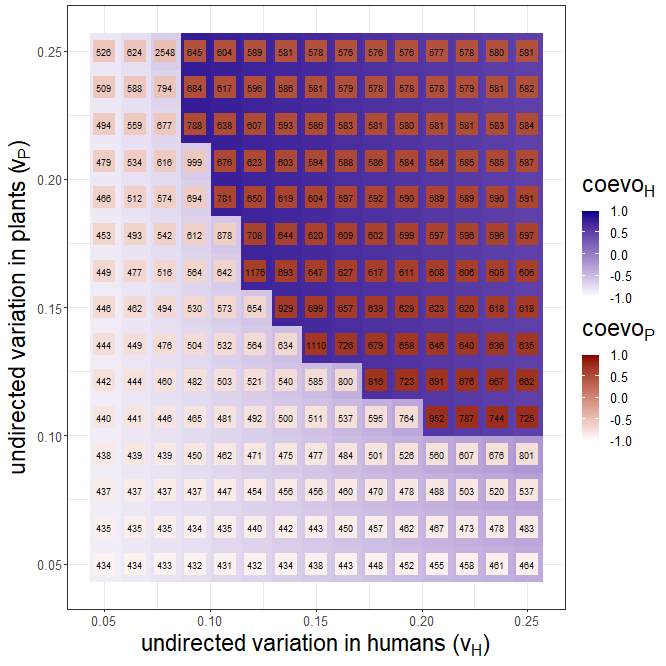 0.25
0.20
0.15
0.10
0.05
undirected variation in plants (vP)
526 624 2548 645 604 589 581 578 576 576 576 577 578 580 581
509 588 794 684 617 596 586 581 579 578 578 578 579 581 582
494 559 677 788 638 607 593 586 583 581 580 581 581 583 584
479 534 616 999 676 623 603 594 588 586 584 584 585 585 587
466 512 574 694 781 650 619 604 597 592 590 590 590 590 591
453 493 542 612 878 708 644 620 609 602 599 597 596 597 597
449 477 516 564 642 1176 693 647 627 617 611 608 606 605 606
446 462 494 530 573 654 929 699 657 639 629 623 620 618 618
444 449 476 504 532 564 634 1110 726 679 658 646 640 636 635
442 444 460 482 503 521 540 585 800 816 723 691 676 667 662
440 441 446 465 481 492 500 511 537 595 764 952 787 744 725
438 439 439 450 462 471 475 477 484 501 526 560 607 676 801
437 437 437 437 447 454 456 456 460 470 478 488 503 520 537
435 435 435 434 435 440 442 443 450 457 462 467 473 478 483
434 434 433 431 432 434 438 443 448 452 455 458 461 464
0.05 0.10 0.15 0.20 0.25
undirected variation in humans (vH)
coevoH
1.0
0.5
0.0
-0.5
-1.0
coevoP
1.0
0.5
0.0
-0.5
-1.0